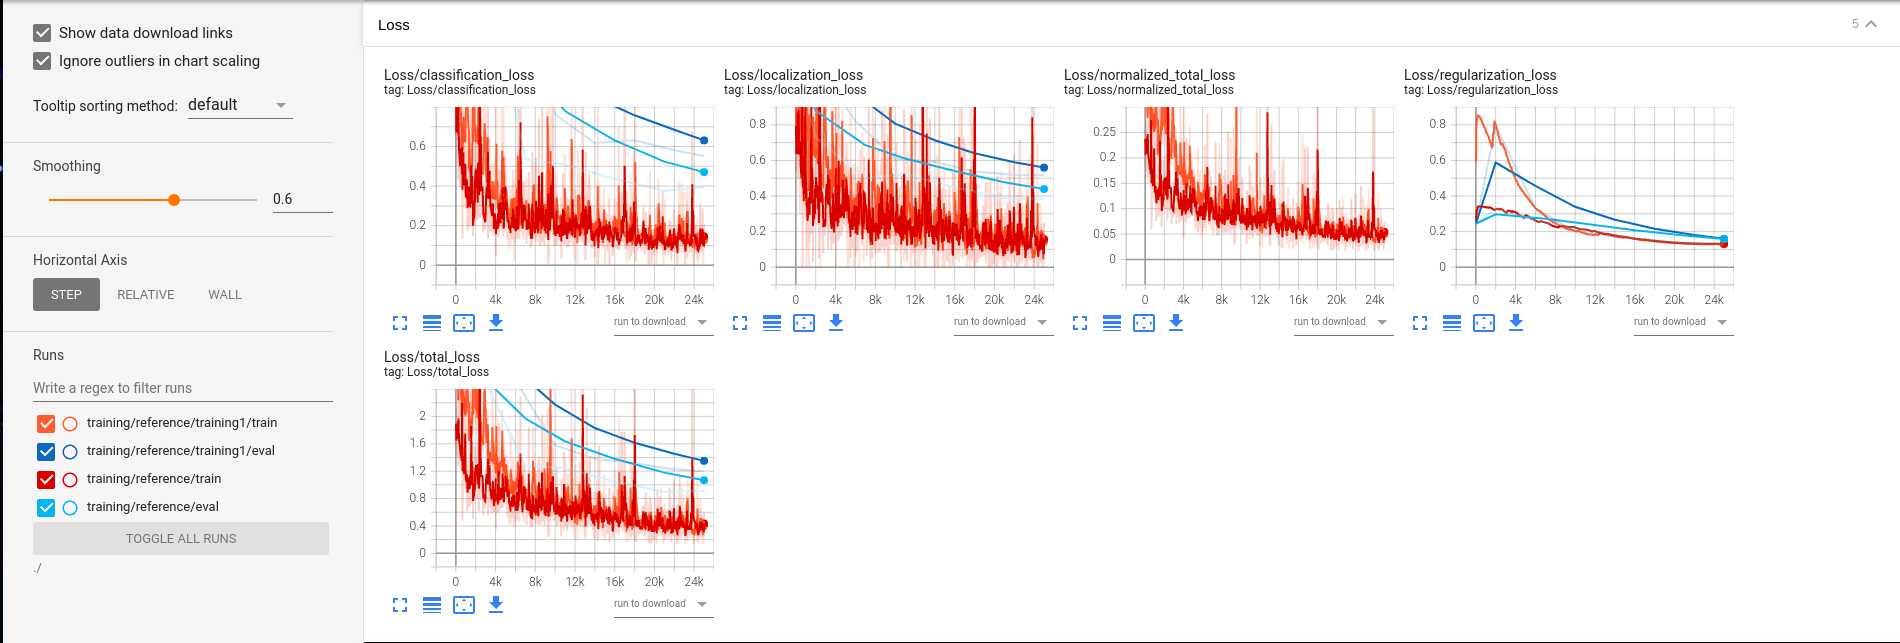 Show data download links
Ignore outliers in chart scaling
Tooltip sorting method: default
Smoothing
0.6
Horizontal Axis
STEP RELATIVE WALL
Runs
Write a regex to filter runs
training/reference/training1/train
training/reference/training1/eval
training/reference/train
training/reference/eval
TOGGLE ALL RUNS
./
Loss
5
Loss/classification_loss
tag: Loss/classification_loss
0.6
0.4
0.2
0
0 4k 8k 12k 16k 20k 24k
run to download
Loss/localization_loss
tag: Loss/localization_loss
0.8
0.6
0.4
0.2
0
0 4k 8k 12k 16k 20k 24k
run to download
Loss/normalized_total_loss
tag: Loss/normalized_total_loss
0.25
0.2
0.15
0.1
0.05
0
0 4k 8k 12k 16k 20k 24k
run to download
Loss/regularization_loss
tag: Loss/regularization_loss
0.8
0.6
0.4
0.2
0
0 4k 8k 12k 16k 20k 24k
run to download
Loss/total_loss
tag: Loss/total_loss
2
1.6
1.2
0.8
0.4
0
0 4k 8k 12k 16k 20k 24k
run to download